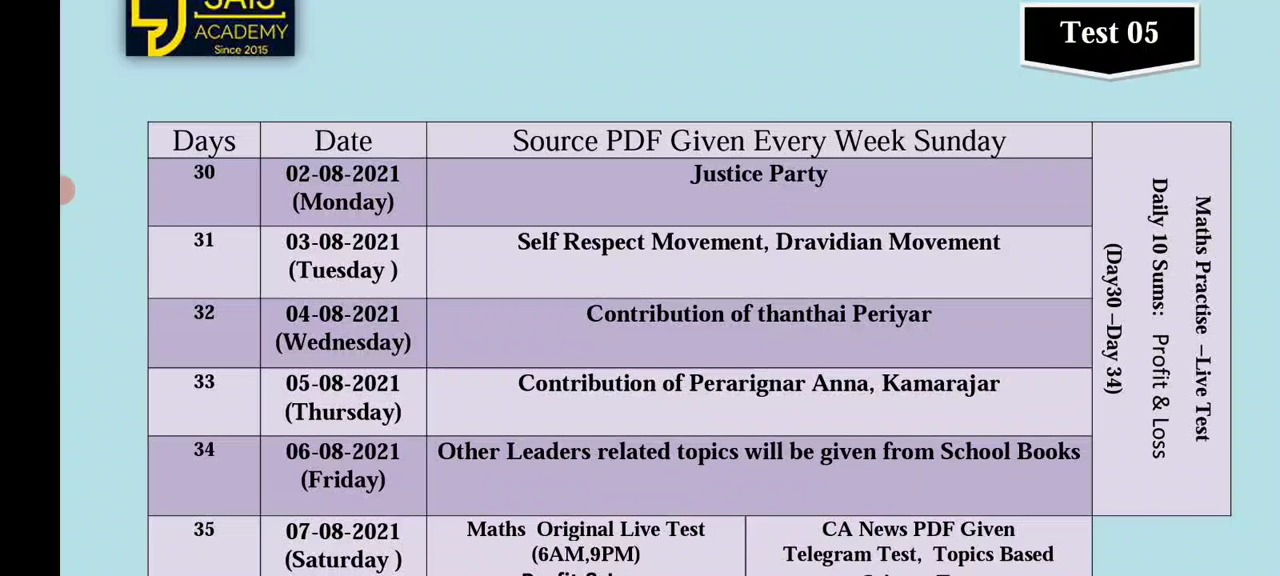 SAIS
ACADEMY
Since 2015
Test 05
Days
Date
Source PDF Given Every Week Sunday
30
02-08-2021
(Monday)
Justice Party
31
03-08-2021
(Tuesday )
Self Respect Movement, Dravidian Movement
32
04-08-2021
(Wednesday)
Contribution of thanthai Periyar
33
05-08-2021
(Thursday)
Contribution of Perarignar Anna, Kamarajar
34
06-08-2021
(Friday)
Other Leaders related topics will be given from School Books
Maths Practise –Live Test
Daily 10 Sums: Profit & Loss
(Day30 –Day 34)
35
07-08-2021
(Saturday )
Maths Original Live Test
(6AM,9PM)
CA News PDF Given
Telegram Test, Topics Based